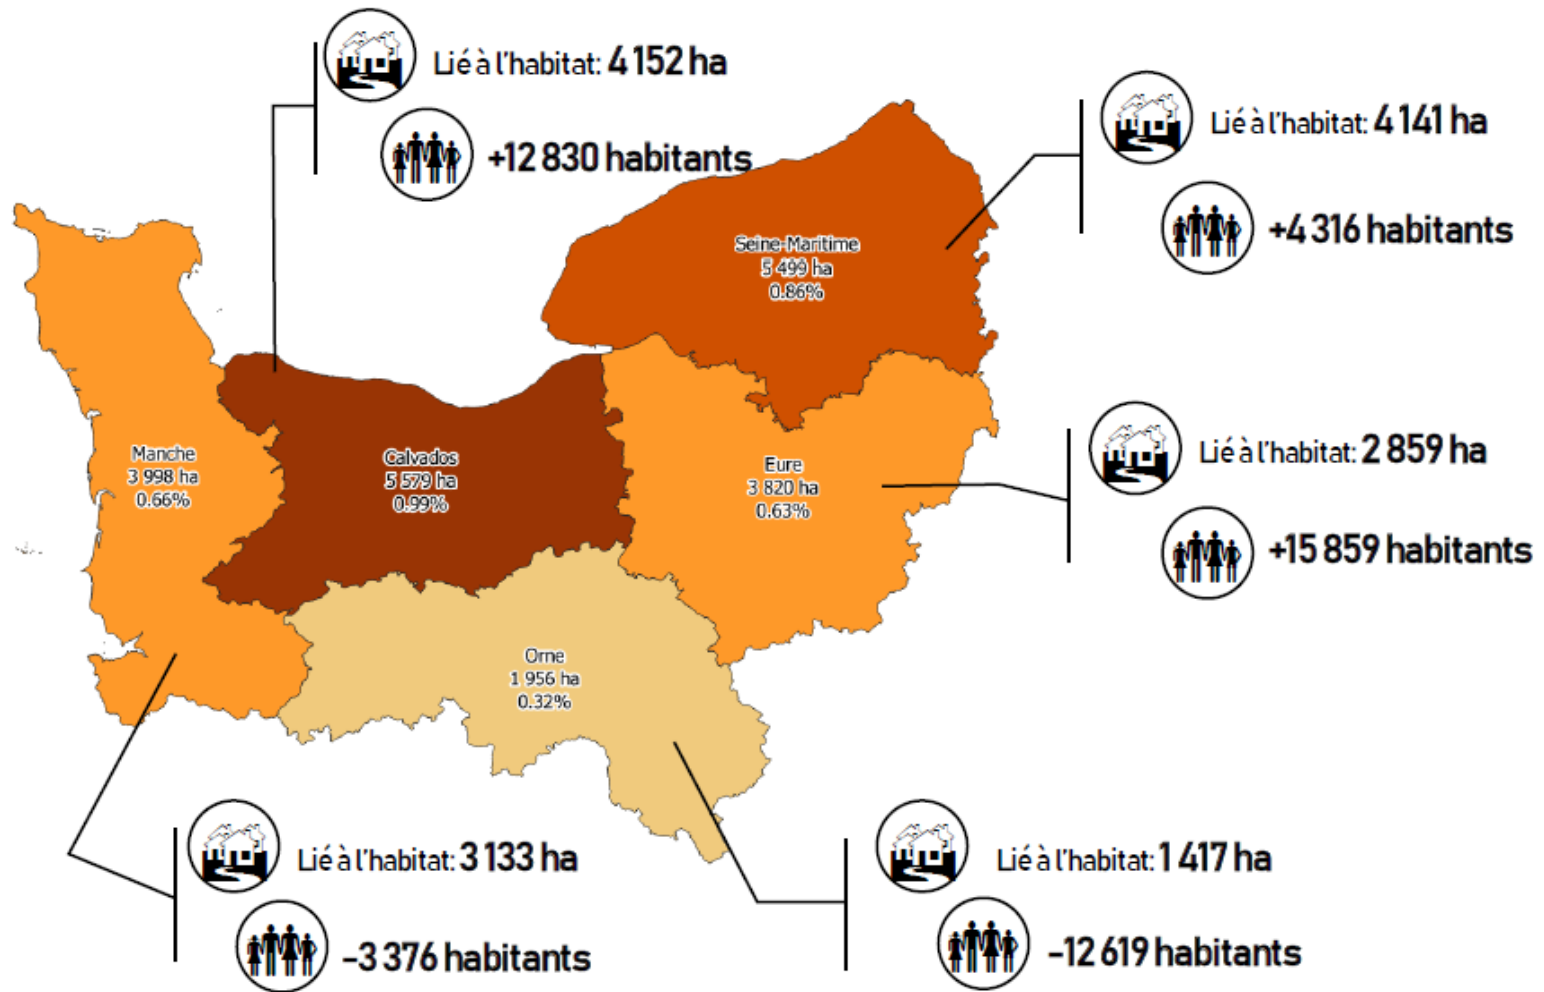 Lié à l'habitat: 4 152 ha
+12 830 habitants
Lié à l'habitat: 4 141 ha
+4 316 habitants
Seine-Maritime
5 499 ha
0.86%
Manche
3 998 ha
0.66%
Calvados
5 579 ha
0.99%
Eure
3 820 ha
0.63%
Lié à l'habitat: 2 859 ha
+15 859 habitants
Orne
1 956 ha
0.32%
Lié à l'habitat: 3 133 ha
-3 376 habitants
Lié à l'habitat: 1 417 ha
-12 619 habitants